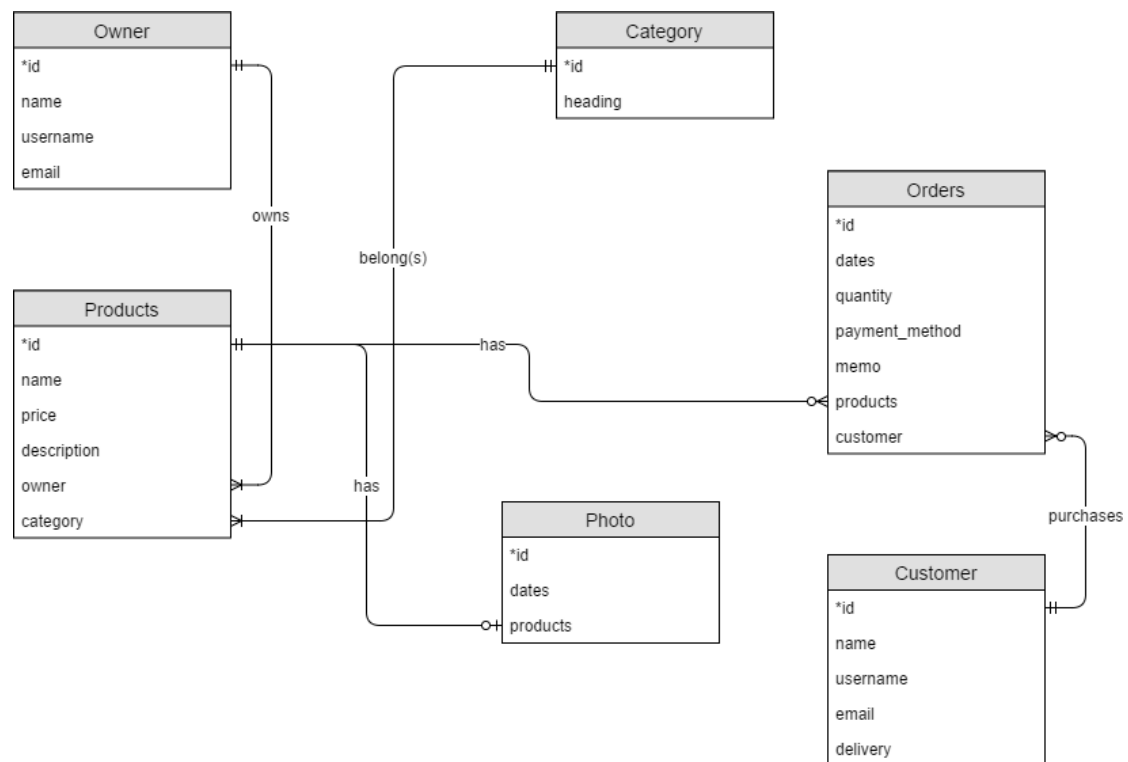 Owner
*id
name
username
email
Category
*id
heading
Orders
*id
dates
quantity
payment_method
memo
products
customer
owns
belong(s)
Products
*id
name
price
description
owner
category
has
has
Photo
*id
dates
products
purchases
Customer
*id
name
username
email
delivery